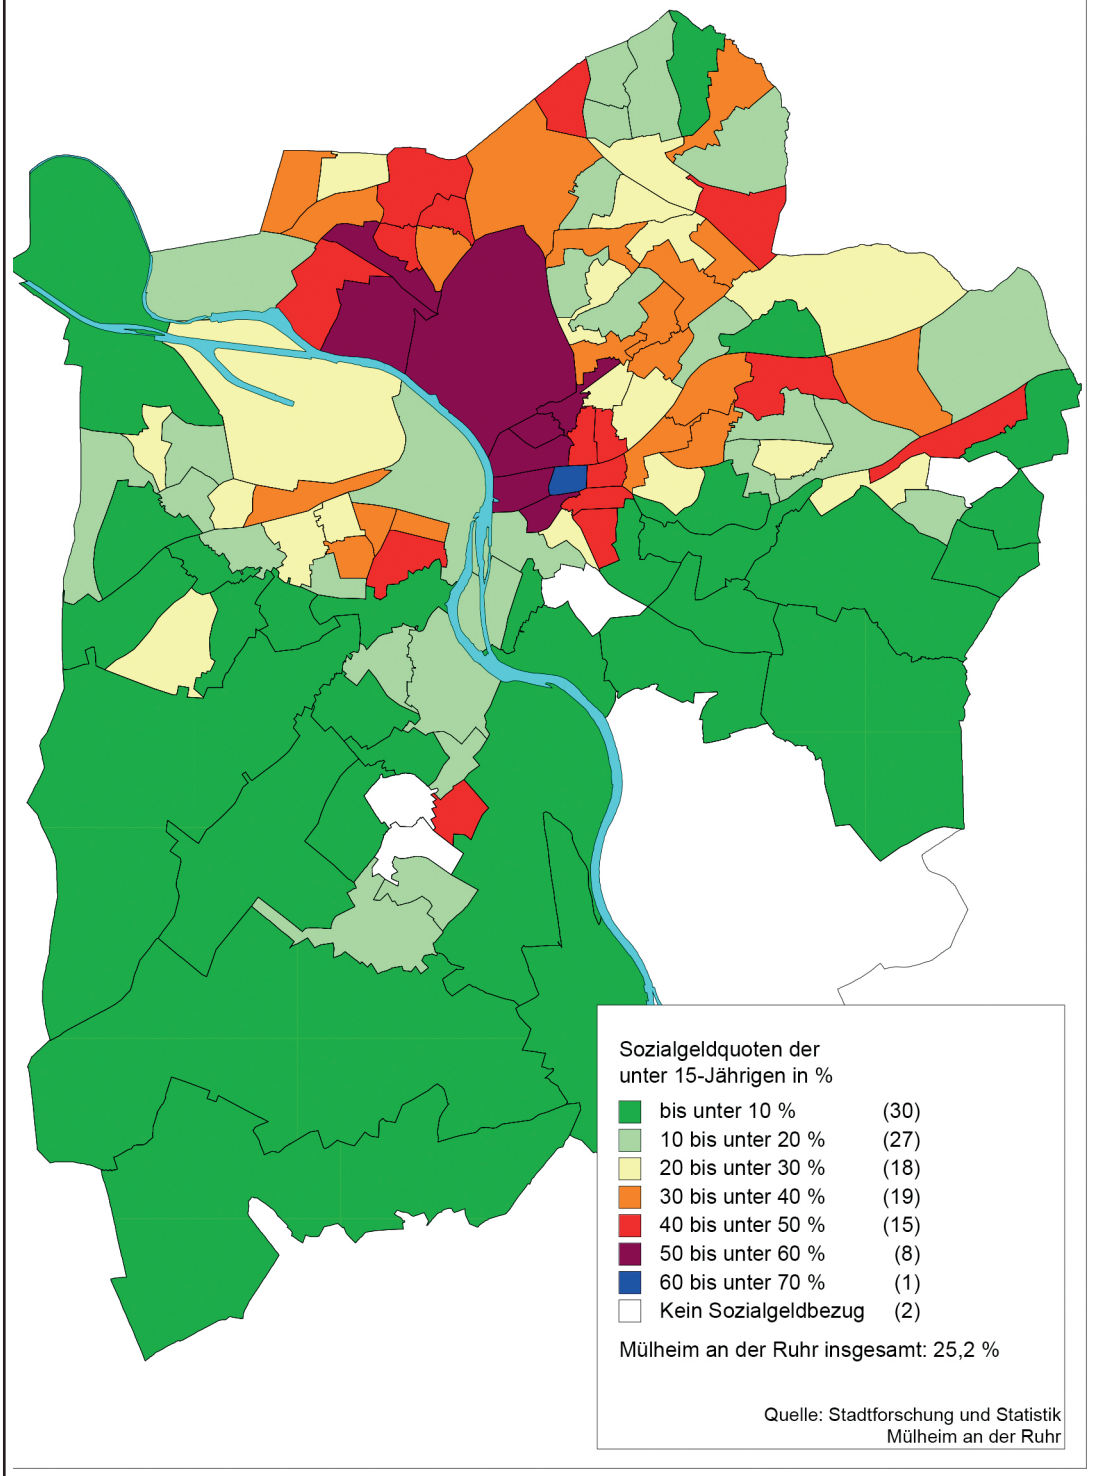 Sozialgeldquoten der
unter 15-Jährigen in %
bis unter 10 % (30)
10 bis unter 20 % (27)
20 bis unter 30 % (18)
30 bis unter 40 % (19)
40 bis unter 50 % (15)
50 bis unter 60 % (8)
60 bis unter 70 % (1)
Kein Sozialgeldbezug (2)
Mülheim an der Ruhr insgesamt: 25,2 %
Quelle: Stadtforschung und Statistik
Mülheim an der Ruhr